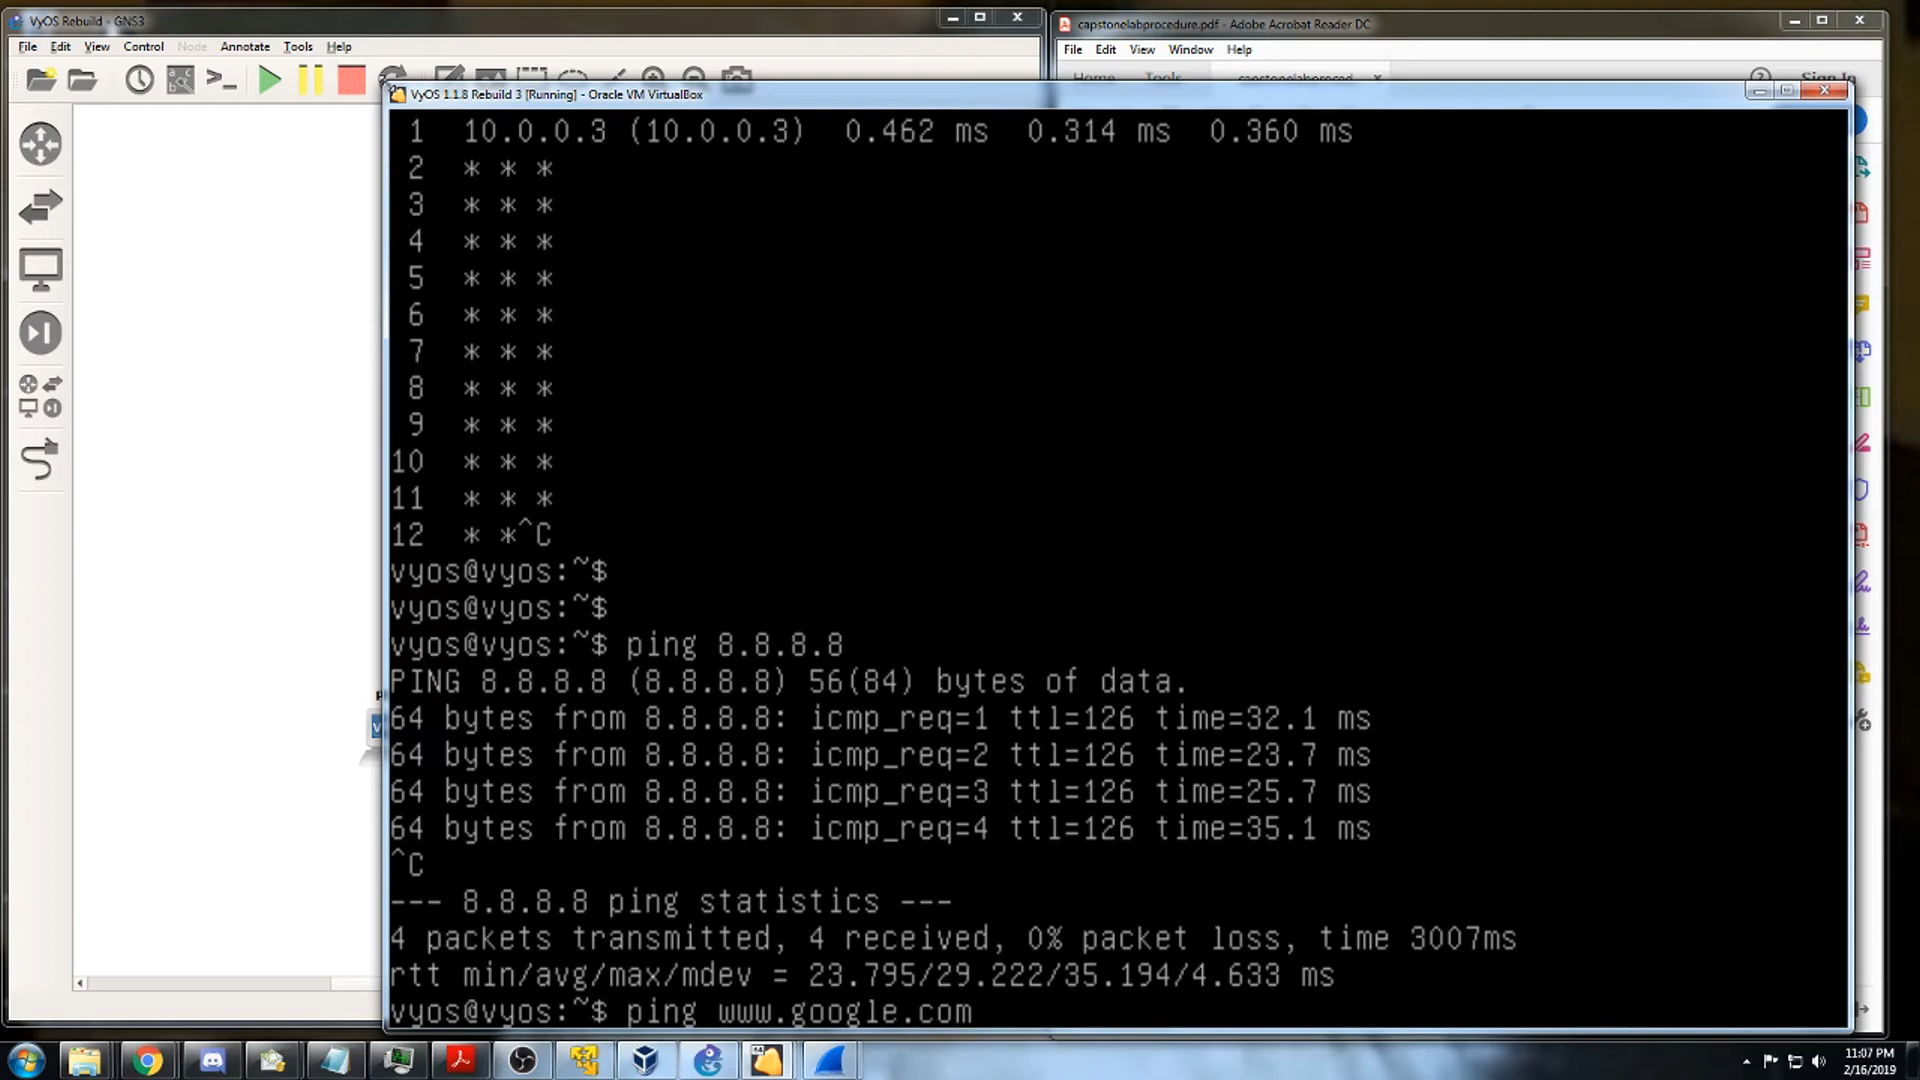 VyOS Rebuild - GNS3
File Edit View Control Node Annotate Tools Help
capstonelabprocedure.pdf - Adobe Acrobat Reader DC
File Edit View Window Help
Home Tools capstonelabproced... Sign In
VyOS 1.1.8 Rebuild 3 [Running] - Oracle VM VirtualBox
1 10.0.0.3 (10.0.0.3) 0.462 ms 0.314 ms 0.360 ms
2 * * *
3 * * *
4 * * *
5 * * *
6 * * *
7 * * *
8 * * *
9 * * *
10 * * *
11 * * *
12 * *^C
vyos@vyos:~$
vyos@vyos:~$
vyos@vyos:~$ ping 8.8.8.8
PING 8.8.8.8 (8.8.8.8) 56(84) bytes of data.
64 bytes from 8.8.8.8: icmp_req=1 ttl=126 time=32.1 ms
64 bytes from 8.8.8.8: icmp_req=2 ttl=126 time=23.7 ms
64 bytes from 8.8.8.8: icmp_req=3 ttl=126 time=25.7 ms
64 bytes from 8.8.8.8: icmp_req=4 ttl=126 time=35.1 ms
^C
--- 8.8.8.8 ping statistics ---
4 packets transmitted, 4 received, 0% packet loss, time 3007ms
rtt min/avg/max/mdev = 23.795/29.222/35.194/4.633 ms
vyos@vyos:~$ ping www.google.com
11:07 PM
2/16/2019